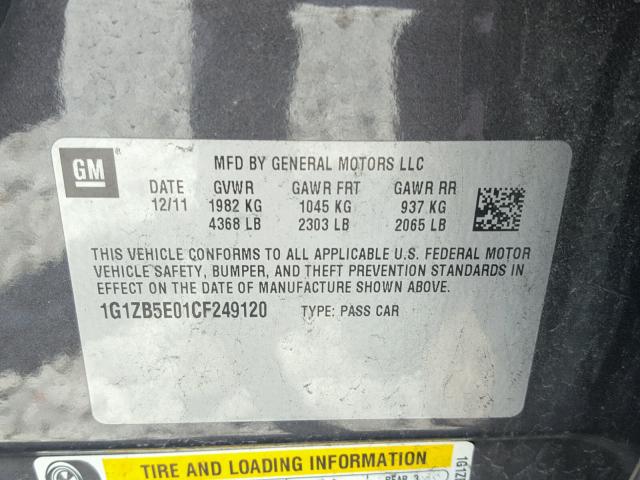 GM
MFD BY GENERAL MOTORS LLC
DATE GVWR GAWR FRT GAWR RR
12/11 1982 KG 1045 KG 937 KG
4368 LB 2303 LB 2065 LB
THIS VEHICLE CONFORMS TO ALL APPLICABLE U.S. FEDERAL MOTOR
VEHICLE SAFETY, BUMPER, AND THEFT PREVENTION STANDARDS IN
EFFECT ON THE DATE OF MANUFACTURE SHOWN ABOVE.
1G1ZB5E01CF249120 TYPE: PASS CAR
TIRE AND LOADING INFORMATION
1G1Z